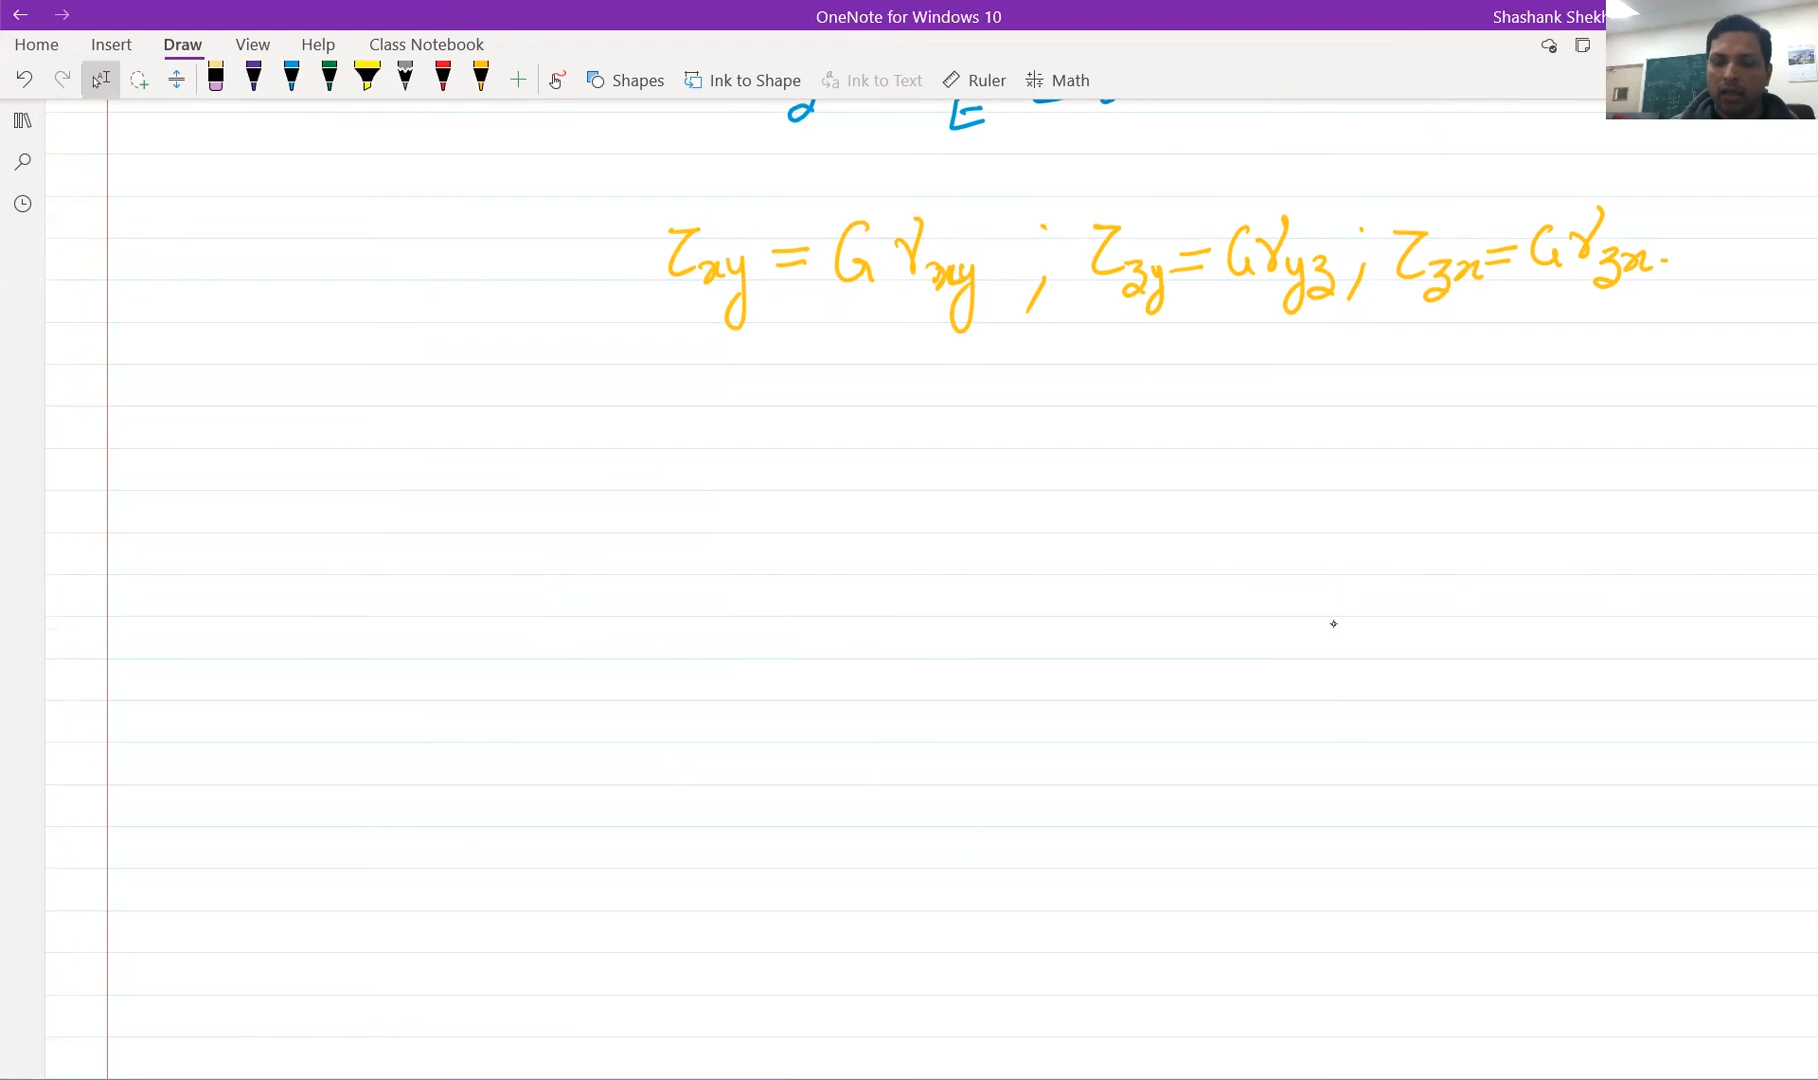 OneNote for Windows 10
Shashank Shekh
Home Insert Draw View Help Class Notebook
Shapes Ink to Shape Ink to Text Ruler Math
E
τxy = G γxy ; τzy = G γyz ; τzx = G γzx.